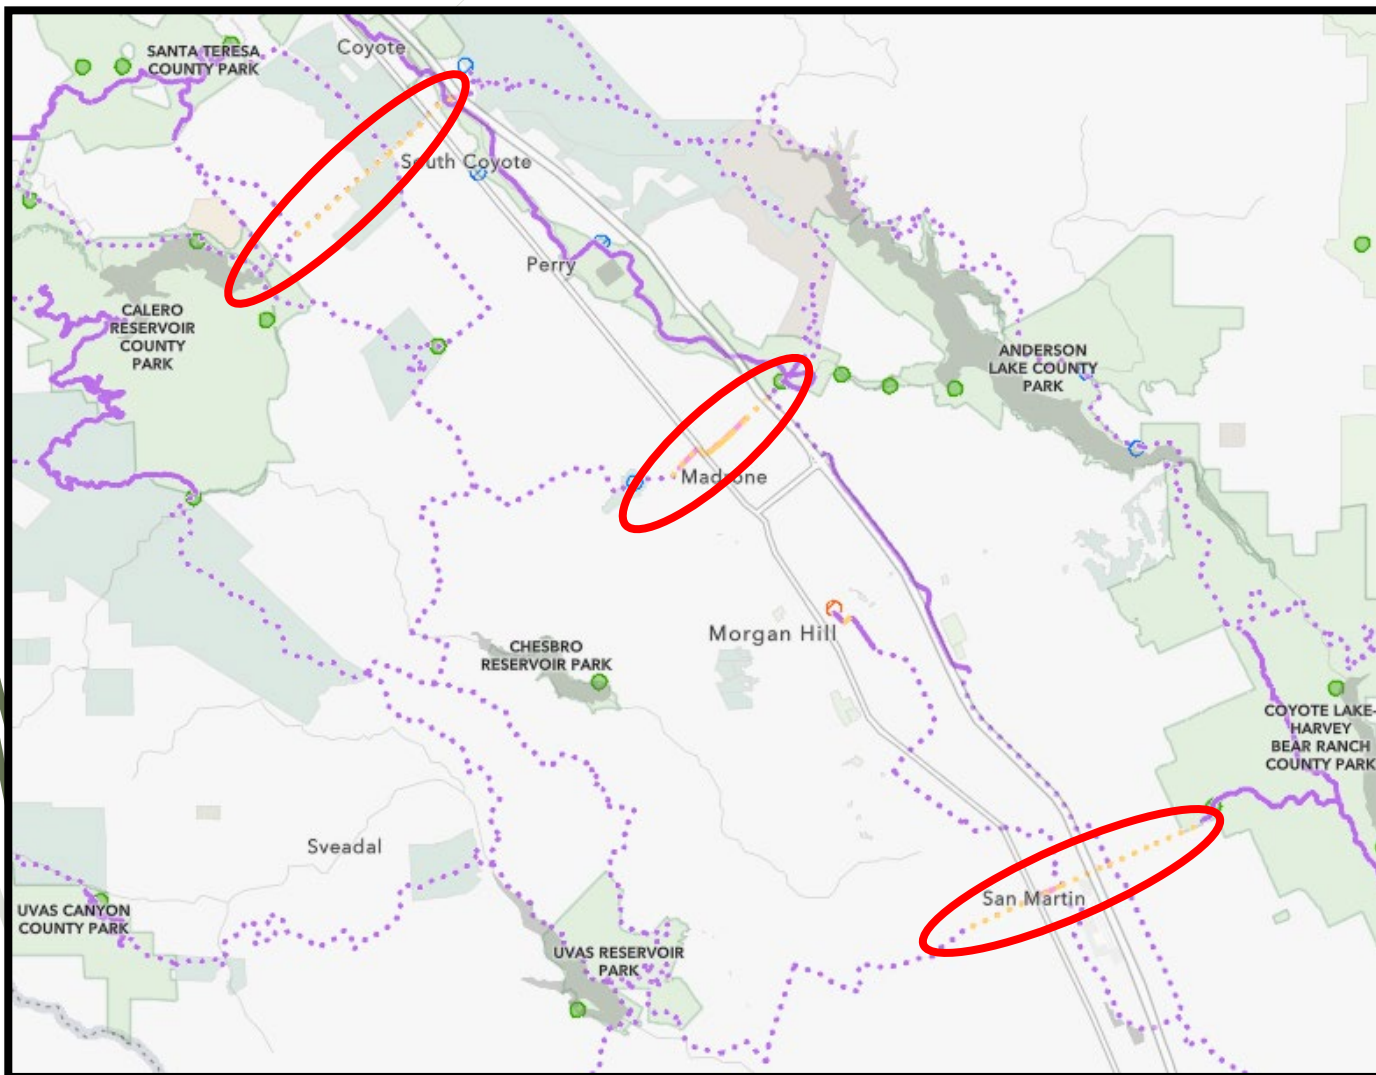 Coyote
SANTA TERESA
COUNTY PARK
South Coyote
Perry
CALERO
RESERVOIR
COUNTY
PARK
ANDERSON
LAKE COUNTY
PARK
Madrone
Morgan Hill
CHESBRO
RESERVOIR PARK
COYOTE LAKE-
HARVEY
BEAR RANCH
COUNTY PARK
Sveadal
San Martin
UVAS CANYON
COUNTY PARK
UVAS RESERVOIR
PARK